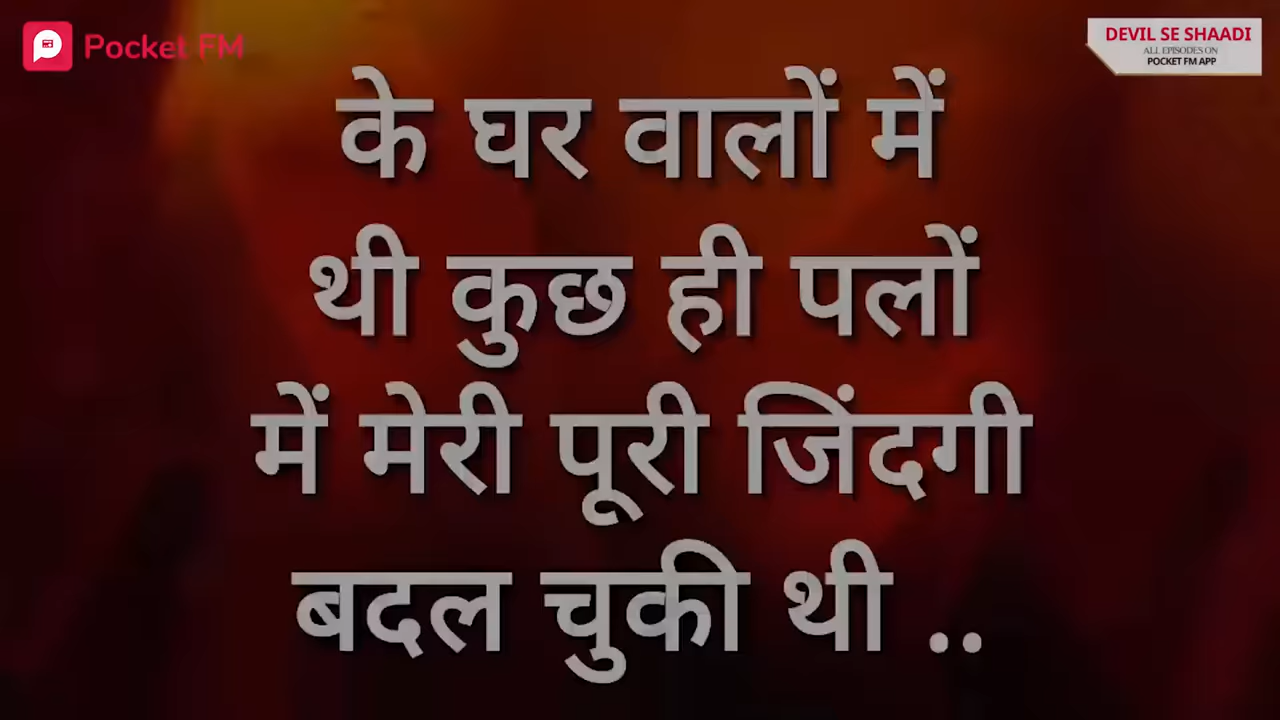 Pocket FM
DEVIL SE SHAADI
ALL EPISODES ON
POCKET FM APP
के घर वालों में
थी कुछ ही पलों
में मेरी पूरी जिंदगी
बदल चुकी थी ..